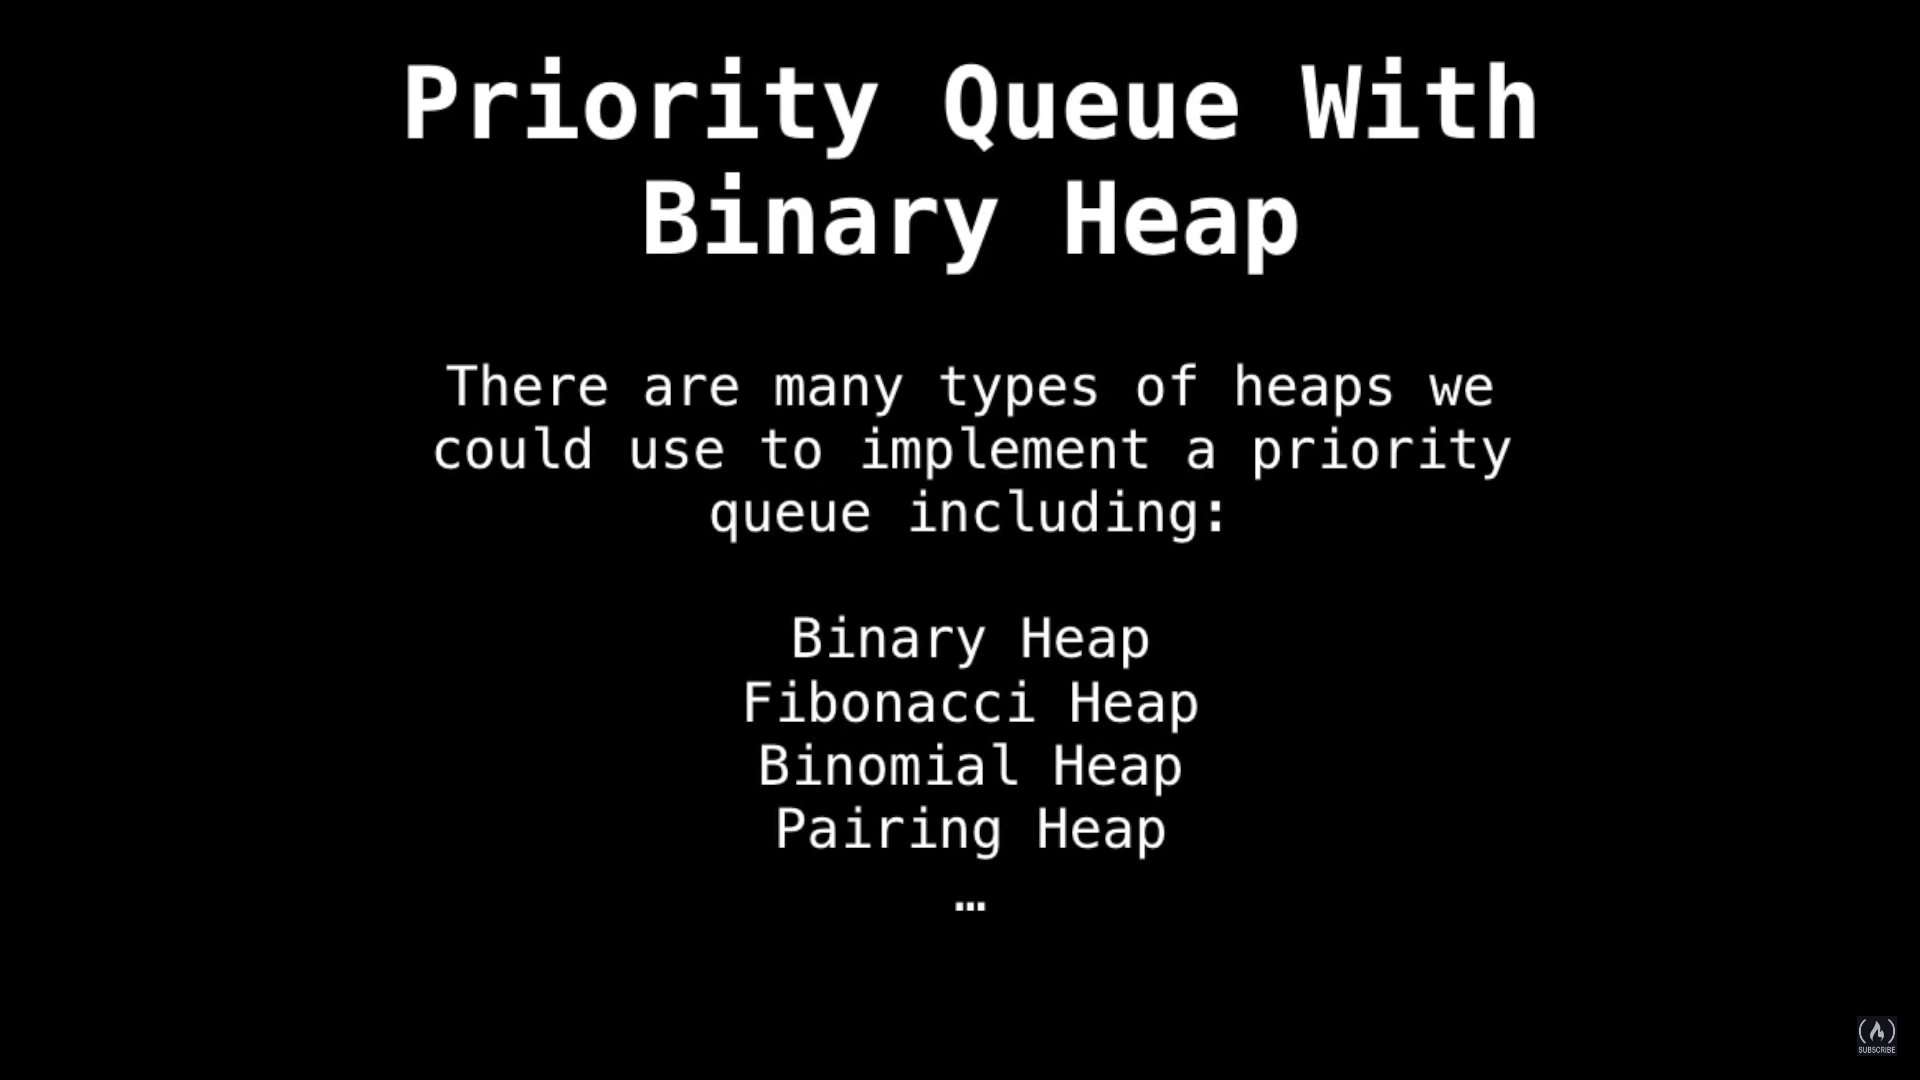 Priority Queue With
Binary Heap
There are many types of heaps we
could use to implement a priority
queue including:
Binary Heap
Fibonacci Heap
Binomial Heap
Pairing Heap
…
SUBSCRIBE